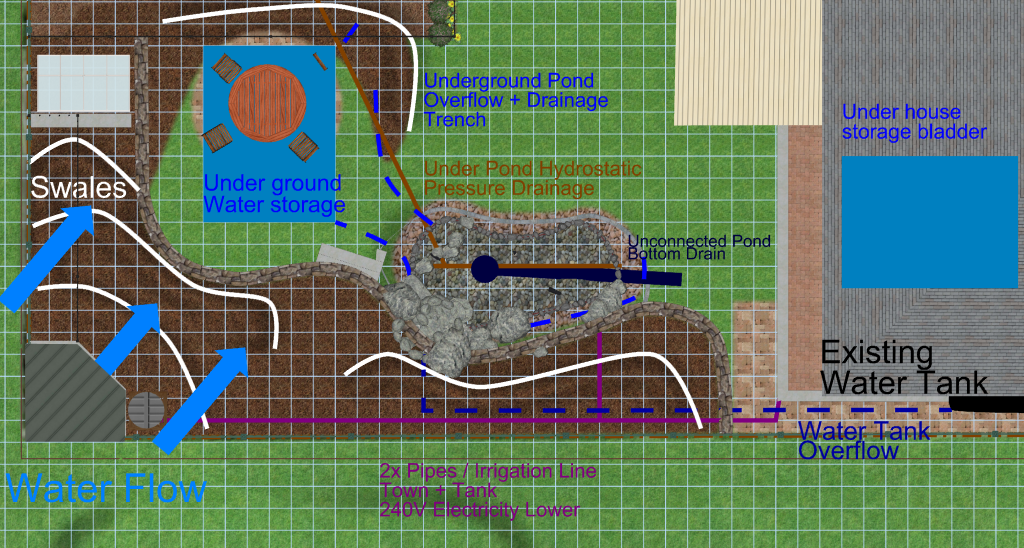 Underground Pond
Overflow + Drainage
Trench
Under house
storage bladder
Under Pond Hydrostatic
Pressure Drainage
Swales
Under ground
Water storage
Unconnected Pond
Bottom Drain
Existing
Water Tank
Water Tank
Overflow
2x Pipes / Irrigation Line
Town + Tank
240V Electricity Lower
Water Flow